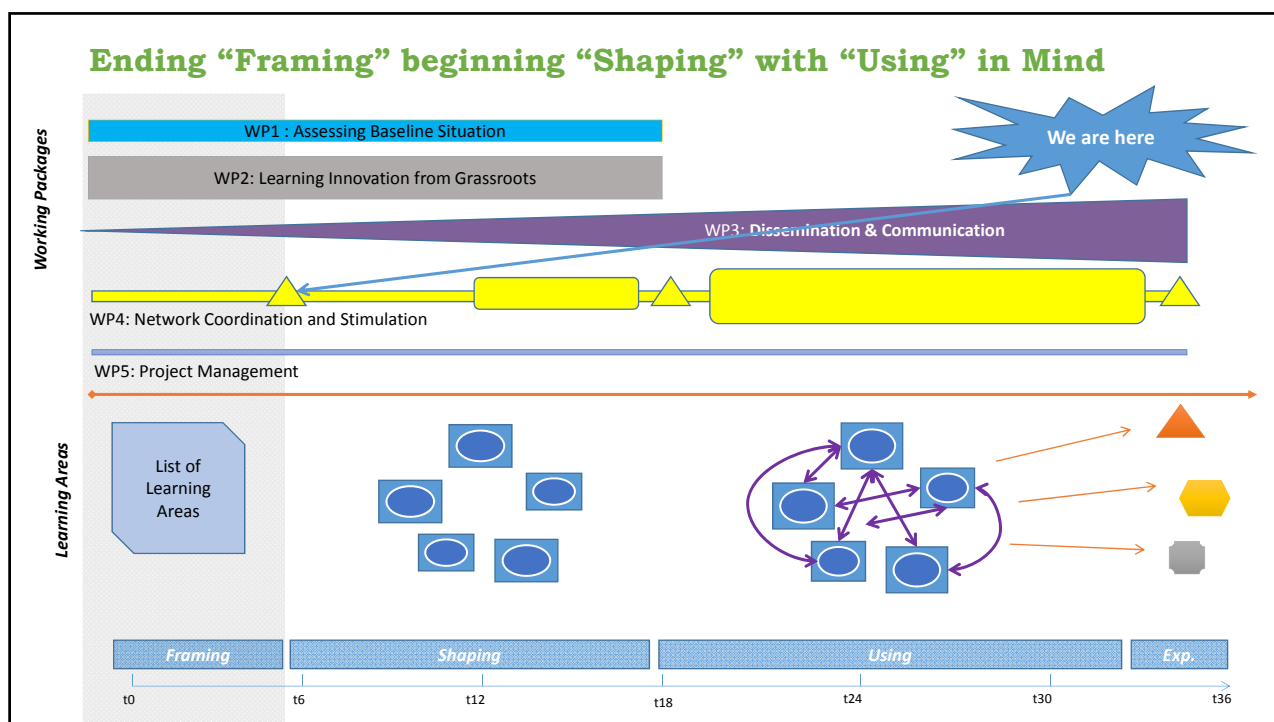 Ending “Framing” beginning “Shaping” with “Using” in Mind
We are here
Working Packages
WP1 : Assessing Baseline Situation
WP2: Learning Innovation from Grassroots
WP3: Dissemination & Communication
WP4: Network Coordination and Stimulation
WP5: Project Management
Learning Areas
List of
Learning
Areas
Framing
Shaping
Using
Exp.
t0
t6
t12
t18
t24
t30
t36